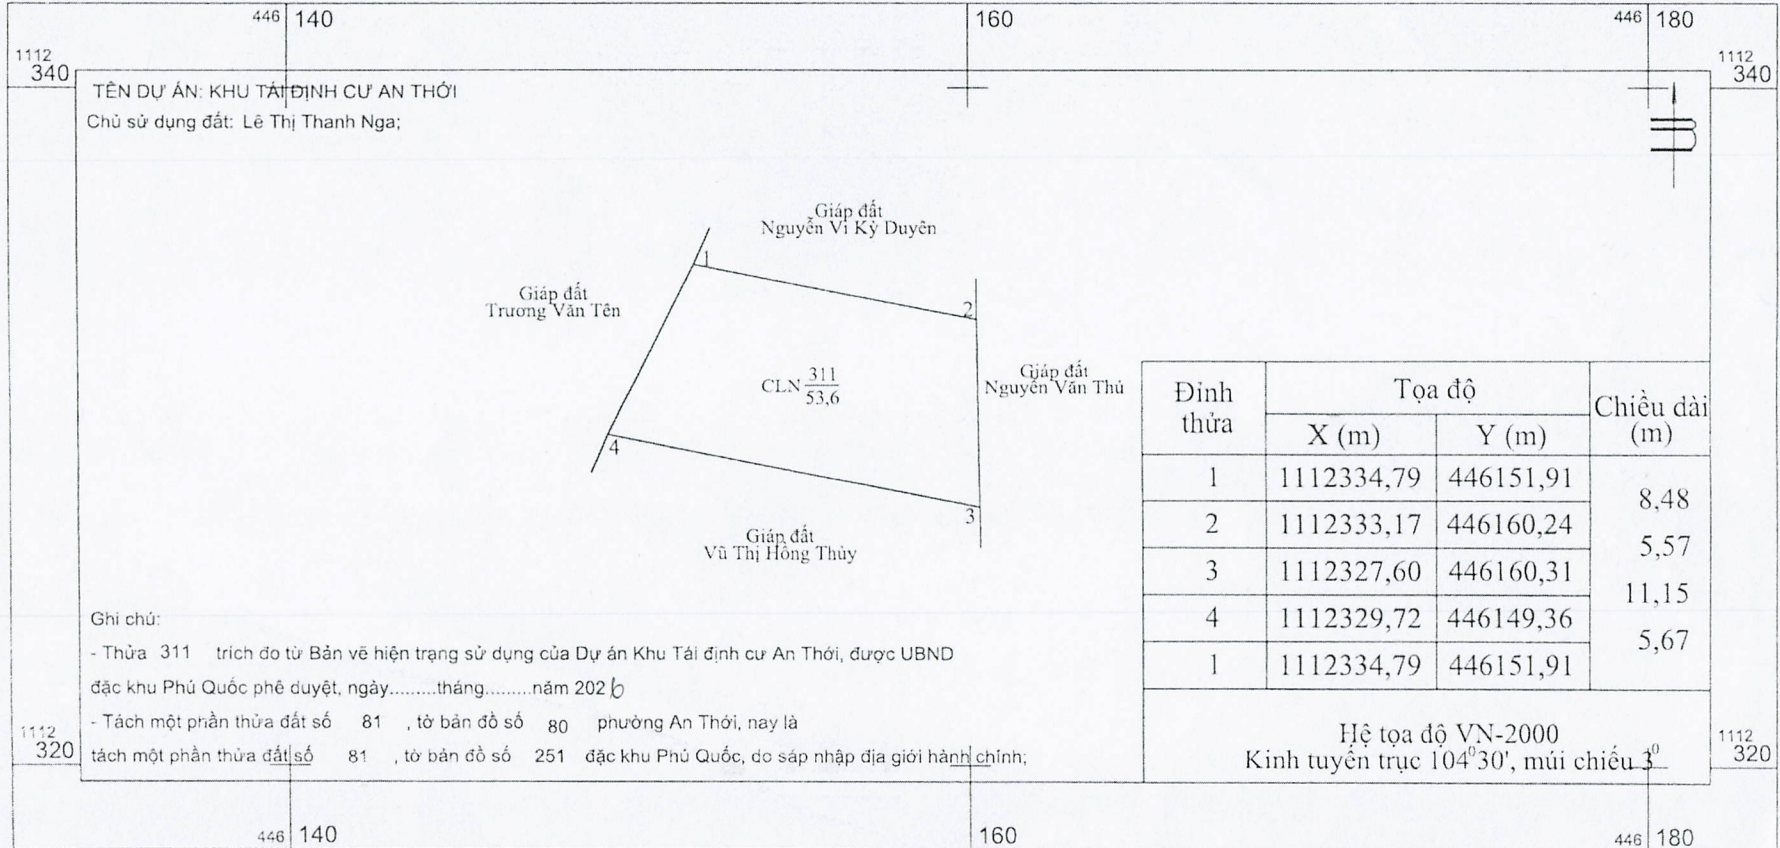 446 140
160
446 180
1112
340
1112
340
TÊN DỰ ÁN: KHU TÁI ĐỊNH CƯ AN THỚI
Chủ sử dụng đất: Lê Thị Thanh Nga;
Giáp đất
Nguyễn Vi Kỳ Duyên
1
Giáp đất
Trương Văn Tên
2
CLN 311
53,6
Giáp đất
Nguyễn Văn Thú
4
3
Giáp đất
Vũ Thị Hồng Thủy
Đỉnh thửa
Tọa độ
Chiều dài (m)
X (m) Y (m)
1 1112334,79 446151,91
8,48
2 1112333,17 446160,24
5,57
3 1112327,60 446160,31
11,15
4 1112329,72 446149,36
5,67
1 1112334,79 446151,91
Hệ tọa độ VN-2000
Kinh tuyến trục 104⁰30', múi chiếu 3⁰
Ghi chú:
- Thửa 311 trích đo từ Bản vẽ hiện trạng sử dụng của Dự án Khu Tái định cư An Thới, được UBND
đặc khu Phú Quốc phê duyệt, ngày.........tháng.........năm 2026
- Tách một phần thửa đất số 81 , tờ bản đồ số 80 phường An Thới, nay là
tách một phần thửa đất số 81 , tờ bản đồ số 251 đặc khu Phú Quốc, do sáp nhập địa giới hành chính;
1112
320
1112
320
446 140
160
446 180